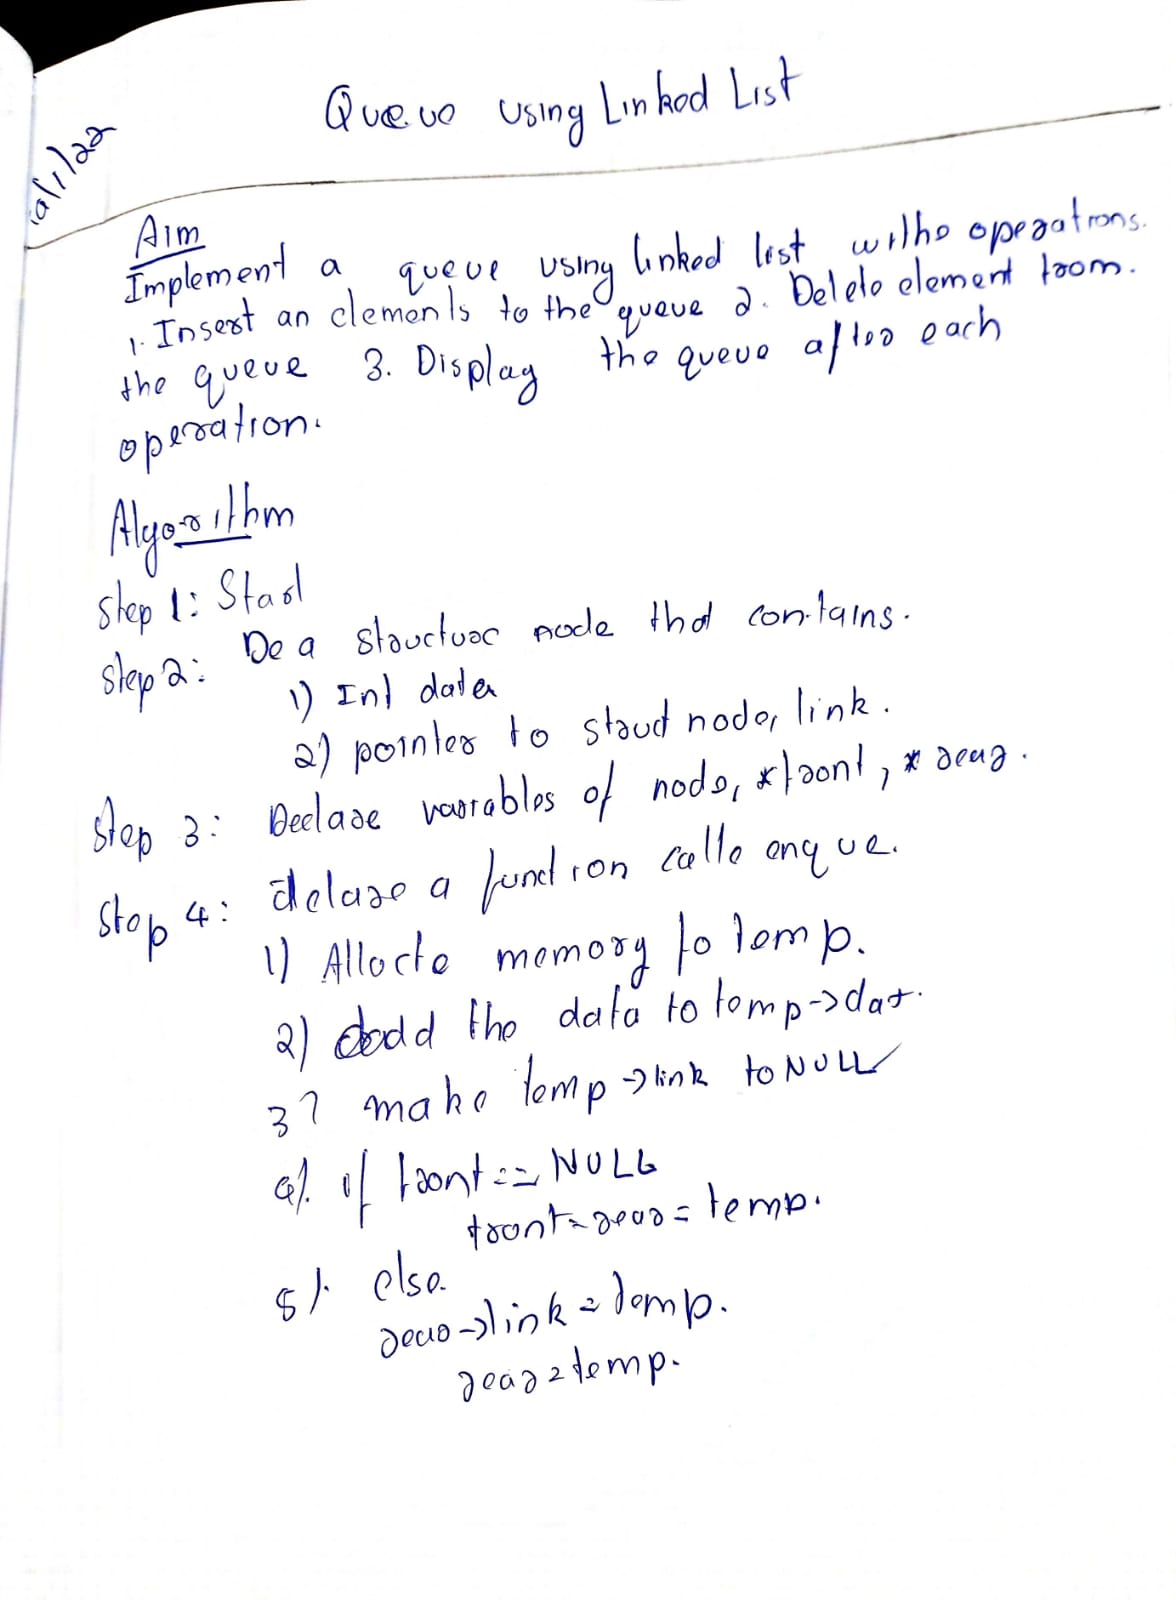 Queue using Linked List
Aim
Implement a queue using linked list withe operations.
1. Insert an elements to the queue 2. Delete element from.
the queue 3. Display the queue after each
operation.
Algorithm
Step 1: Start
Step 2: De a structure node that contains.
1) Int data
2) pointer to struct node, link.
Step 3: Declare variables of node, *front, *rear.
Step 4: delare a function calle enque.
1) Allocte memory to temp.
2) add the data to temp->dat.
3) make temp->link to NULL
4). if front == NULL
front = rear = temp.
5). else
rear->link = temp.
rear = temp.